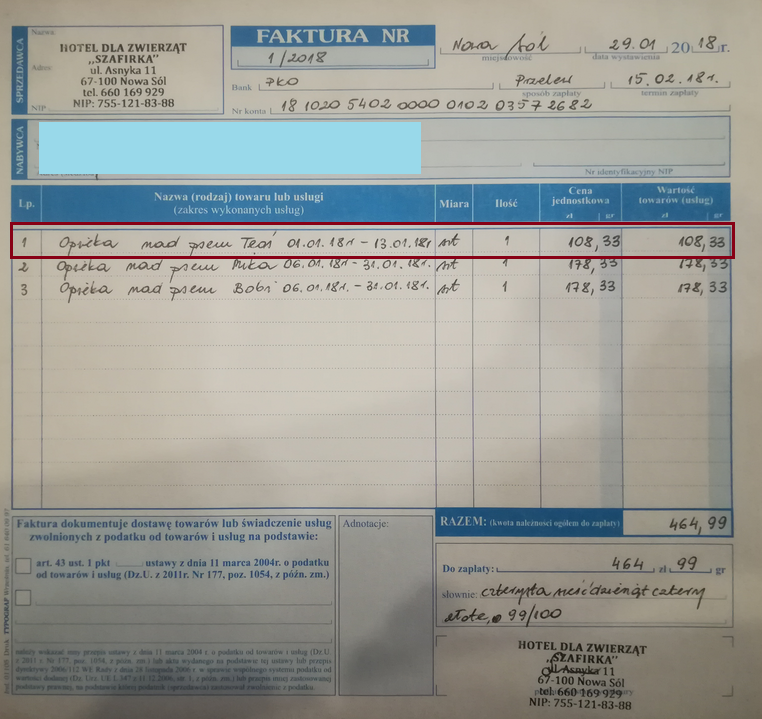 SPRZEDAWCA
Nazwa:
HOTEL DLA ZWIERZĄT
„SZAFIRKA”
Adres:
ul. Asnyka 11
67-100 Nowa Sól
tel. 660 169 929
NIP:
NIP: 755-121-83-88
FAKTURA NR
1/2018
Nowa Sól 29.01 2018 r.
miejscowość data wystawienia
Bank PKO Przelew 15.02.18r.
sposób zapłaty termin zapłaty
Nr konta 18 1020 5402 0000 0102 0357 2682
NABYWCA
Nr identyfikacyjny NIP
Lp. Nazwa (rodzaj) towaru lub usługi Miara Ilość Cena jednostkowa Wartość towarów (usług)
(zakres wykonanych usług) zł gr zł gr
1 Opieka nad psem Teoś 01.01.18r - 13.01.18r szt 1 108,33 108,33
2 Opieka nad psem Mika 06.01.18r. - 31.01.18r. szt 1 178,33 178,33
3 Opieka nad psem Bobi 06.01.18r. - 31.01.18r. szt 1 178,33 178,33
Faktura dokumentuje dostawę towarów lub świadczenie usług
zwolnionych z podatku od towarów i usług na podstawie:
art. 43 ust. 1 pkt ustawy z dnia 11 marca 2004r. o podatku
od towarów i usług (Dz.U. z 2011r. Nr 177, poz. 1054, z późn. zm.)
Adnotacje:
RAZEM: (kwota należności ogółem do zapłaty) 464,99
Do zapłaty: 464 zł 99 gr
słownie: czterysta sześćdziesiąt cztery
złote, 99/100
HOTEL DLA ZWIERZĄT
„SZAFIRKA”
ul. Asnyka 11
67-100 Nowa Sól
tel. 660 169 929
NIP: 755-121-83-88